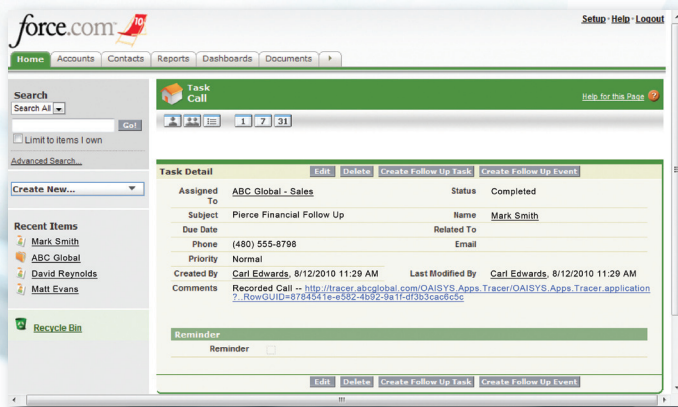 force.com 10
Setup · Help · Logout
Home Accounts Contacts Reports Dashboards Documents
Search
Search All
Go!
Limit to items I own
Advanced Search...
Create New...
Recent Items
Mark Smith
ABC Global
David Reynolds
Matt Evans
Recycle Bin
Task
Call
Help for this Page ?
1 7 31
Task Detail Edit Delete Create Follow Up Task Create Follow Up Event
Assigned To ABC Global - Sales Status Completed
Subject Pierce Financial Follow Up Name Mark Smith
Due Date Related To
Phone (480) 555-8798 Email
Priority Normal
Created By Carl Edwards, 8/12/2010 11:29 AM Last Modified By Carl Edwards, 8/12/2010 11:29 AM
Comments Recorded Call -- http://tracer.abcglobal.com/OAISYS.Apps.Tracer/OAISYS.Apps.Tracer.application
?..RowGUID=8784541e-e582-4b92-9a1f-df3b3cac6c5c
Reminder
Reminder
Edit Delete Create Follow Up Task Create Follow Up Event